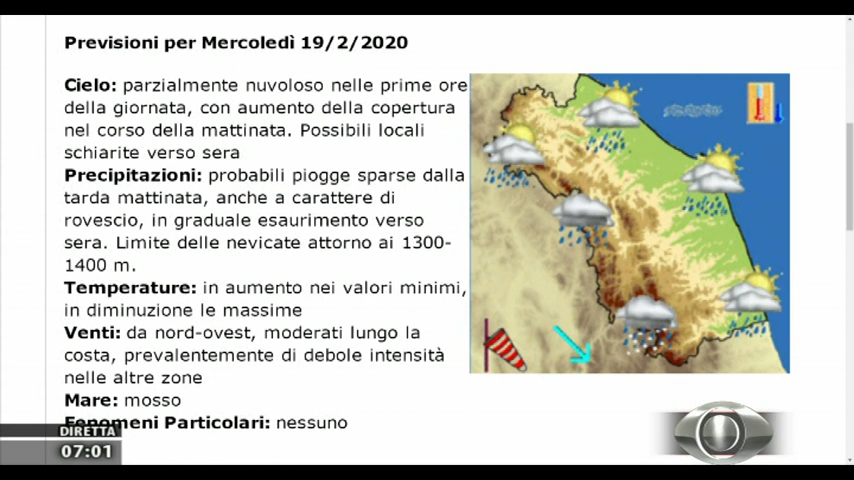 Previsioni per Mercoledì 19/2/2020
Cielo: parzialmente nuvoloso nelle prime ore
della giornata, con aumento della copertura
nel corso della mattinata. Possibili locali
schiarite verso sera
Precipitazioni: probabili piogge sparse dalla
tarda mattinata, anche a carattere di
rovescio, in graduale esaurimento verso
sera. Limite delle nevicate attorno ai 1300-
1400 m.
Temperature: in aumento nei valori minimi,
in diminuzione le massime
Venti: da nord-ovest, moderati lungo la
costa, prevalentemente di debole intensità
nelle altre zone
Mare: mosso
Fenomeni Particolari: nessuno
DIRETTA
07:01